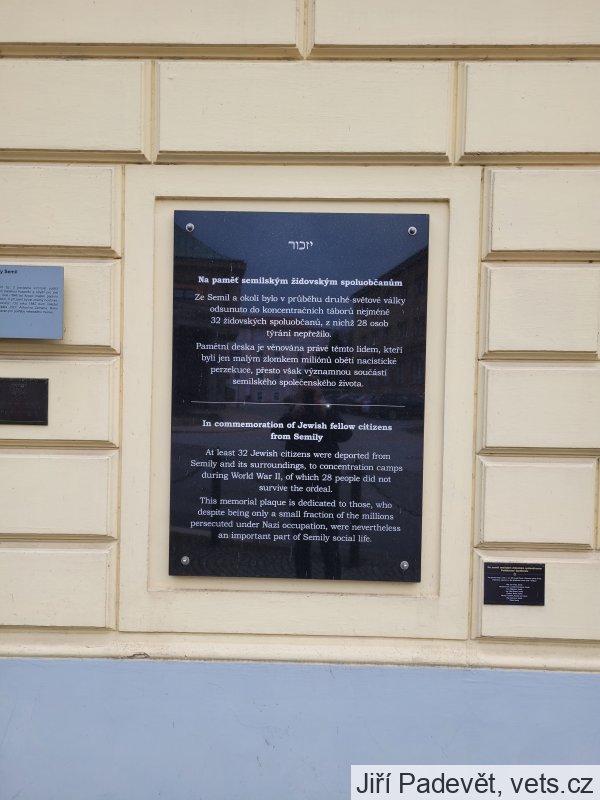 יזכור
Na paměť semilským židovským spoluobčanům
Ze Semil a okolí bylo v průběhu druhé světové války
odsunuto do koncentračních táborů nejméně
32 židovských spoluobčanů, z nichž 28 osob
týrání nepřežilo.
Pamětní deska je věnována právě těmto lidem, kteří
byli jen malým zlomkem miliónů obětí nacistické
perzekuce, přesto však významnou součástí
semilského společenského života.
In commemoration of Jewish fellow citizens
from Semily
At least 32 Jewish citizens were deported from
Semily and its surroundings, to concentration camps
during World War II, of which 28 people did not
survive the ordeal.
This memorial plaque is dedicated to those, who
despite being only a small fraction of the millions
persecuted under Nazi occupation, were nevertheless
an important part of Semily social life.
Jiří Padevět, vets.cz